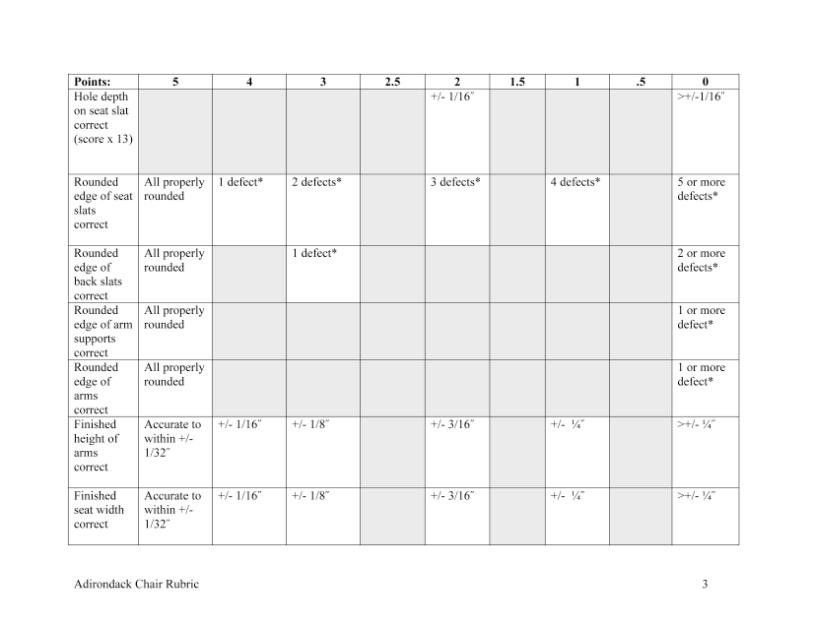 Points: 5 4 3 2.5 2 1.5 1 .5 0
Hole depth +/- 1/16″ >+/-1/16″
on seat slat
correct
(score x 13)
Rounded All properly 1 defect* 2 defects* 3 defects* 4 defects* 5 or more
edge of seat rounded defects*
slats
correct
Rounded All properly 1 defect* 2 or more
edge of rounded defects*
back slats
correct
Rounded All properly 1 or more
edge of arm rounded defect*
supports
correct
Rounded All properly 1 or more
edge of rounded defect*
arms
correct
Finished Accurate to +/- 1/16″ +/- 1/8″ +/- 3/16″ +/- ¼″ >+/- ¼″
height of within +/-
arms 1/32″
correct
Finished Accurate to +/- 1/16″ +/- 1/8″ +/- 3/16″ +/- ¼″ >+/- ¼″
seat width within +/-
correct 1/32″
Adirondack Chair Rubric 3